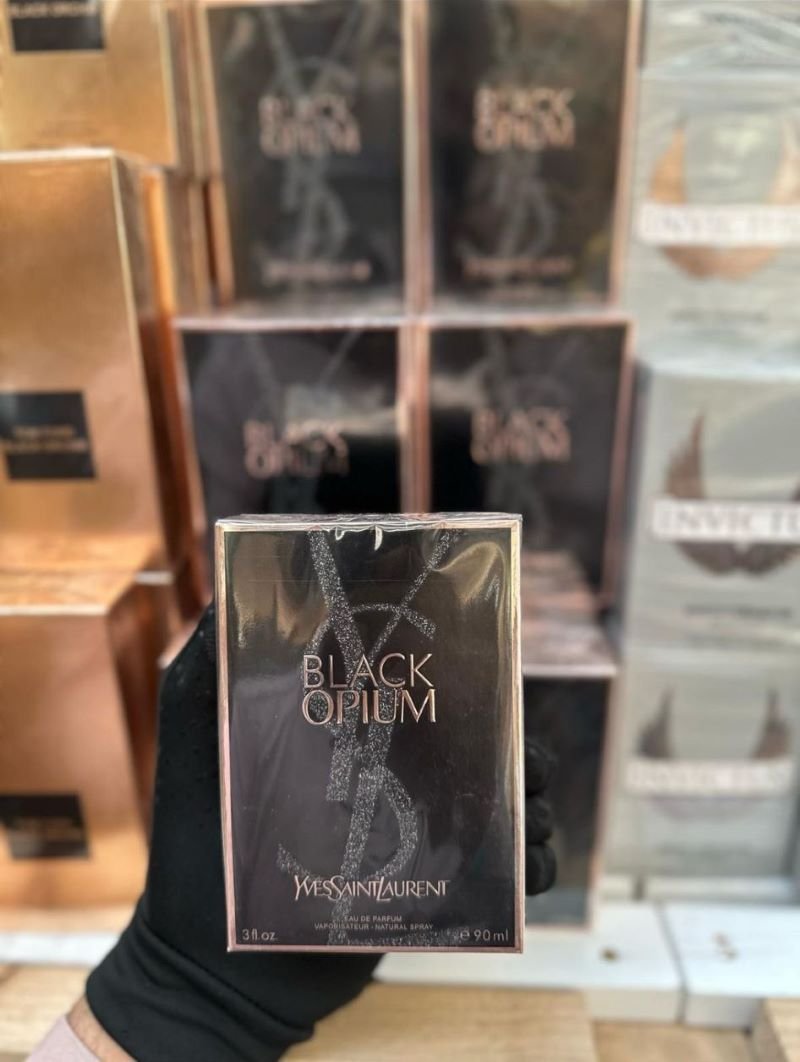 BLACK
OPIUM
BLACK
OPIUM
INVICTUS
BLACK
OPIUM
BLACK
OPIUM
INVICTU
INVICTUS
BLACK
OPIUM
YVESSAINTLAURENT
EAU DE PARFUM
VAPORISATEUR - NATURAL SPRAY
3 fl oz
e 90 ml